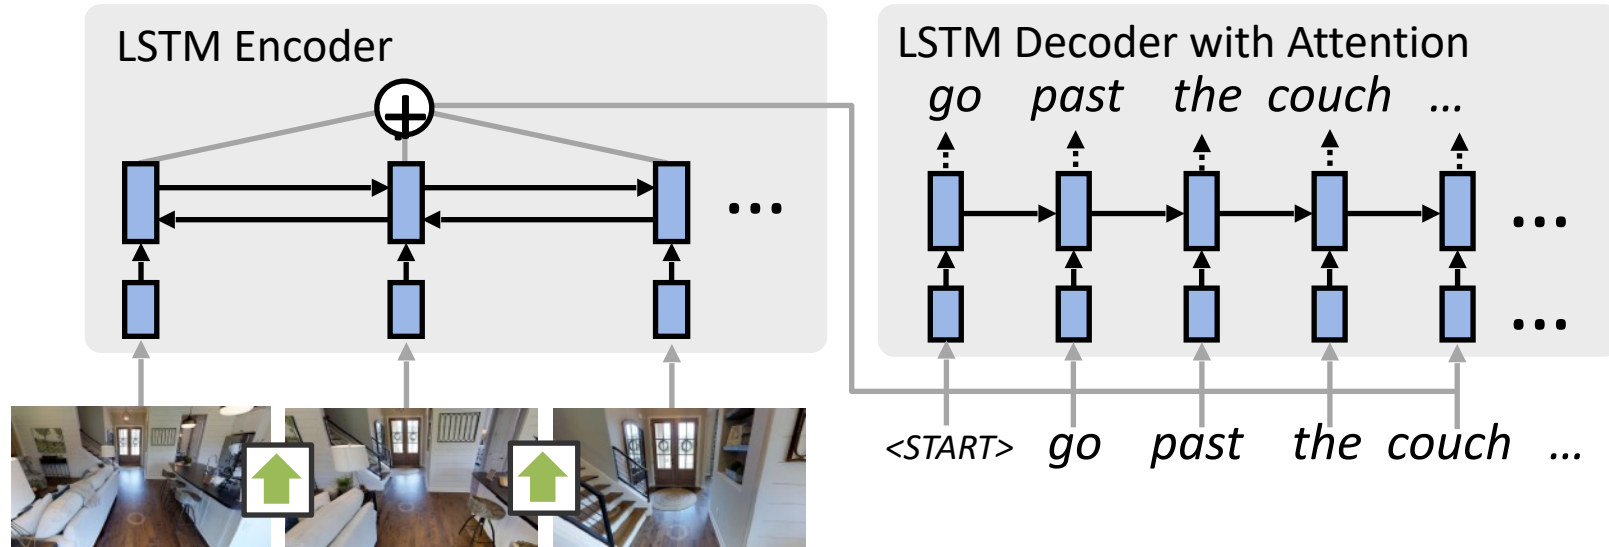 LSTM Encoder
...
LSTM Decoder with Attention
go past the couch ...
...
...
<START> go past the couch ...